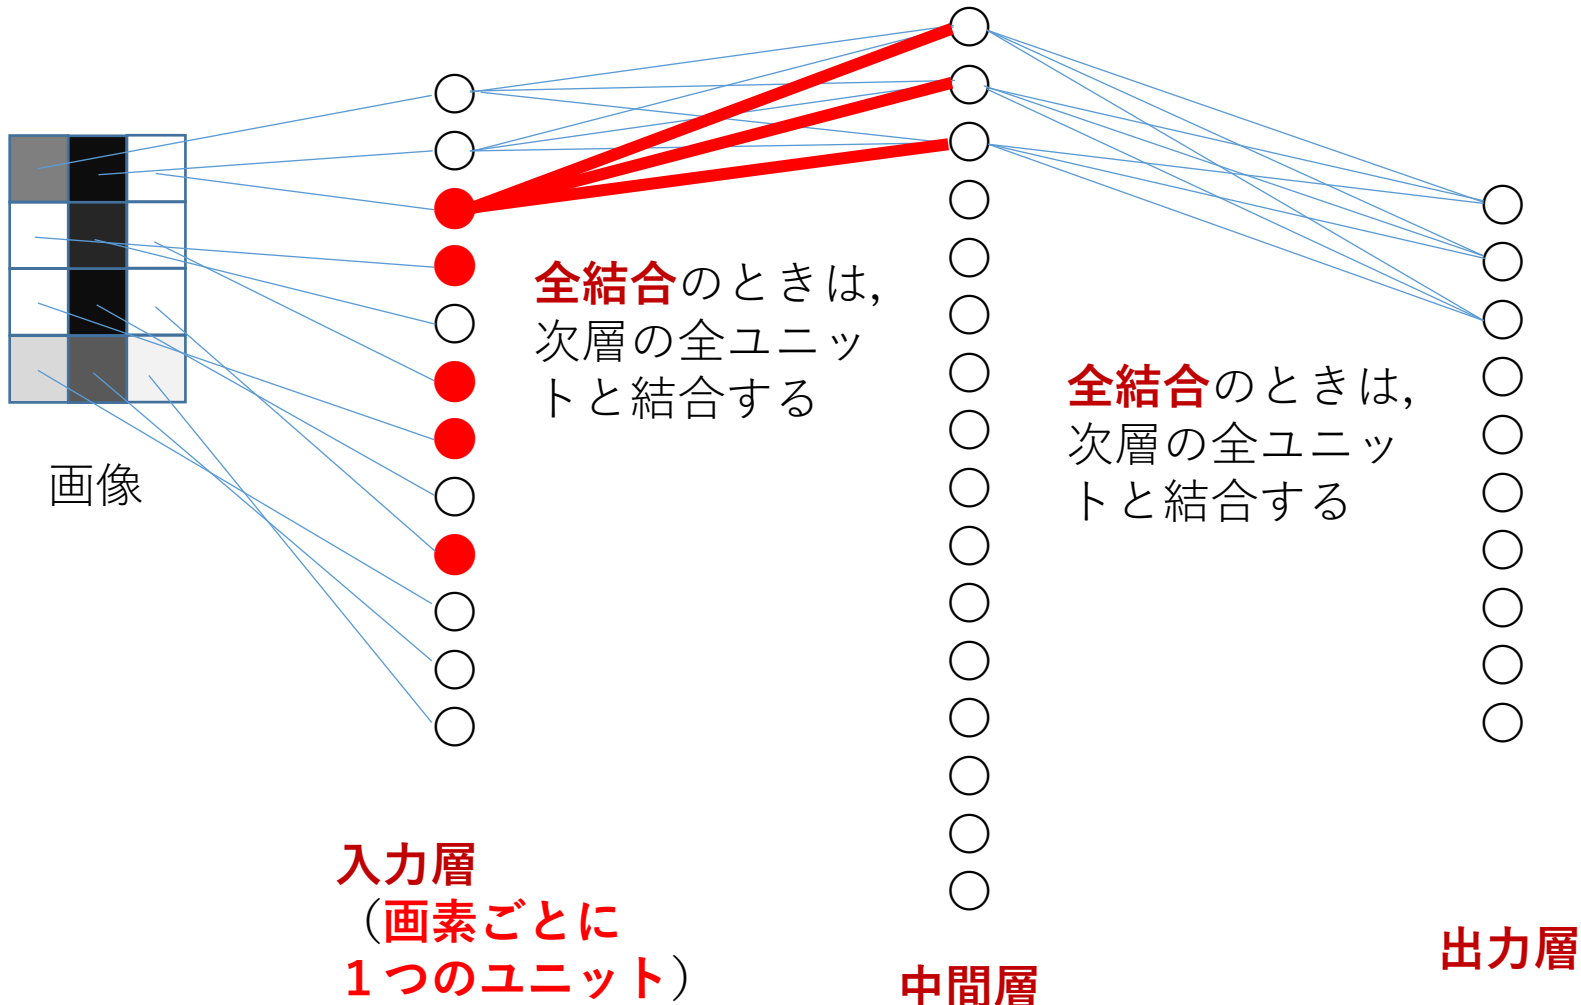 全結合のときは,
次層の全ユニッ
トと結合する
全結合のときは,
次層の全ユニッ
トと結合する
画像
入力層
（画素ごとに
１つのユニット）
中間層
出力層